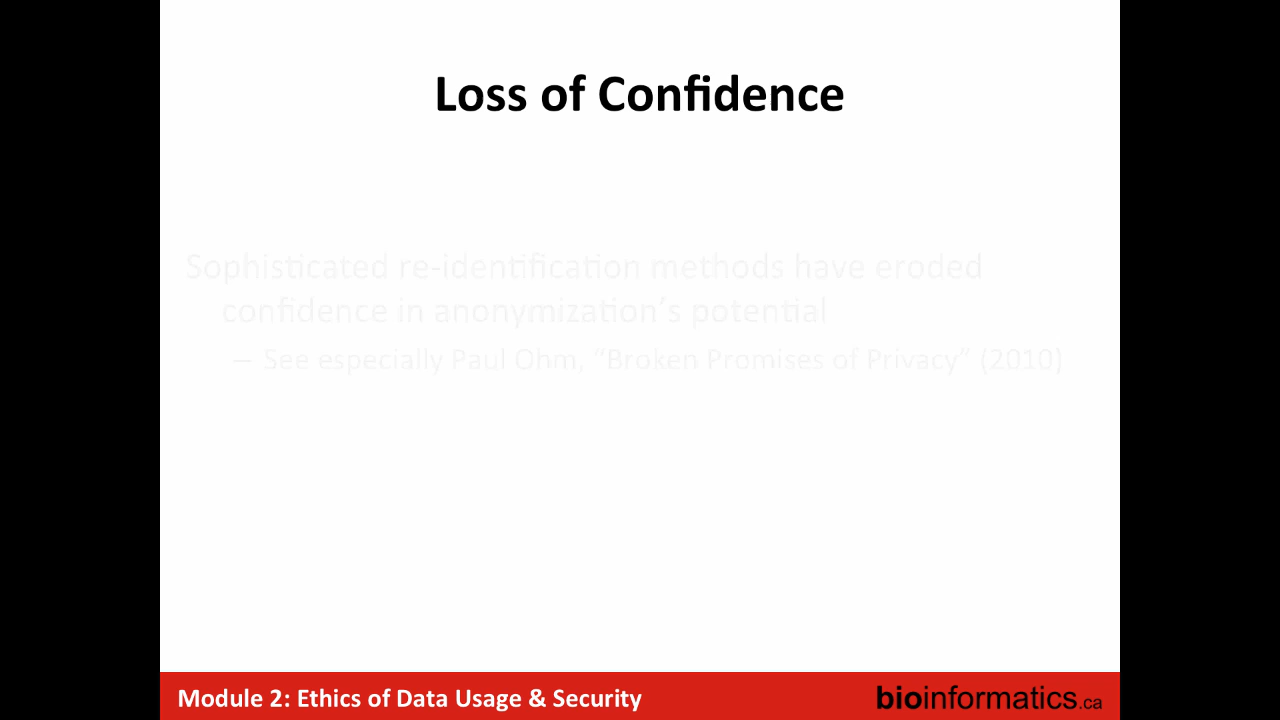 Loss of Confidence
Sophisticated re-identification methods have eroded
confidence in anonymization's potential
– See especially Paul Ohm, "Broken Promises of Privacy" (2010)
Module 2: Ethics of Data Usage & Security
bioinformatics.ca